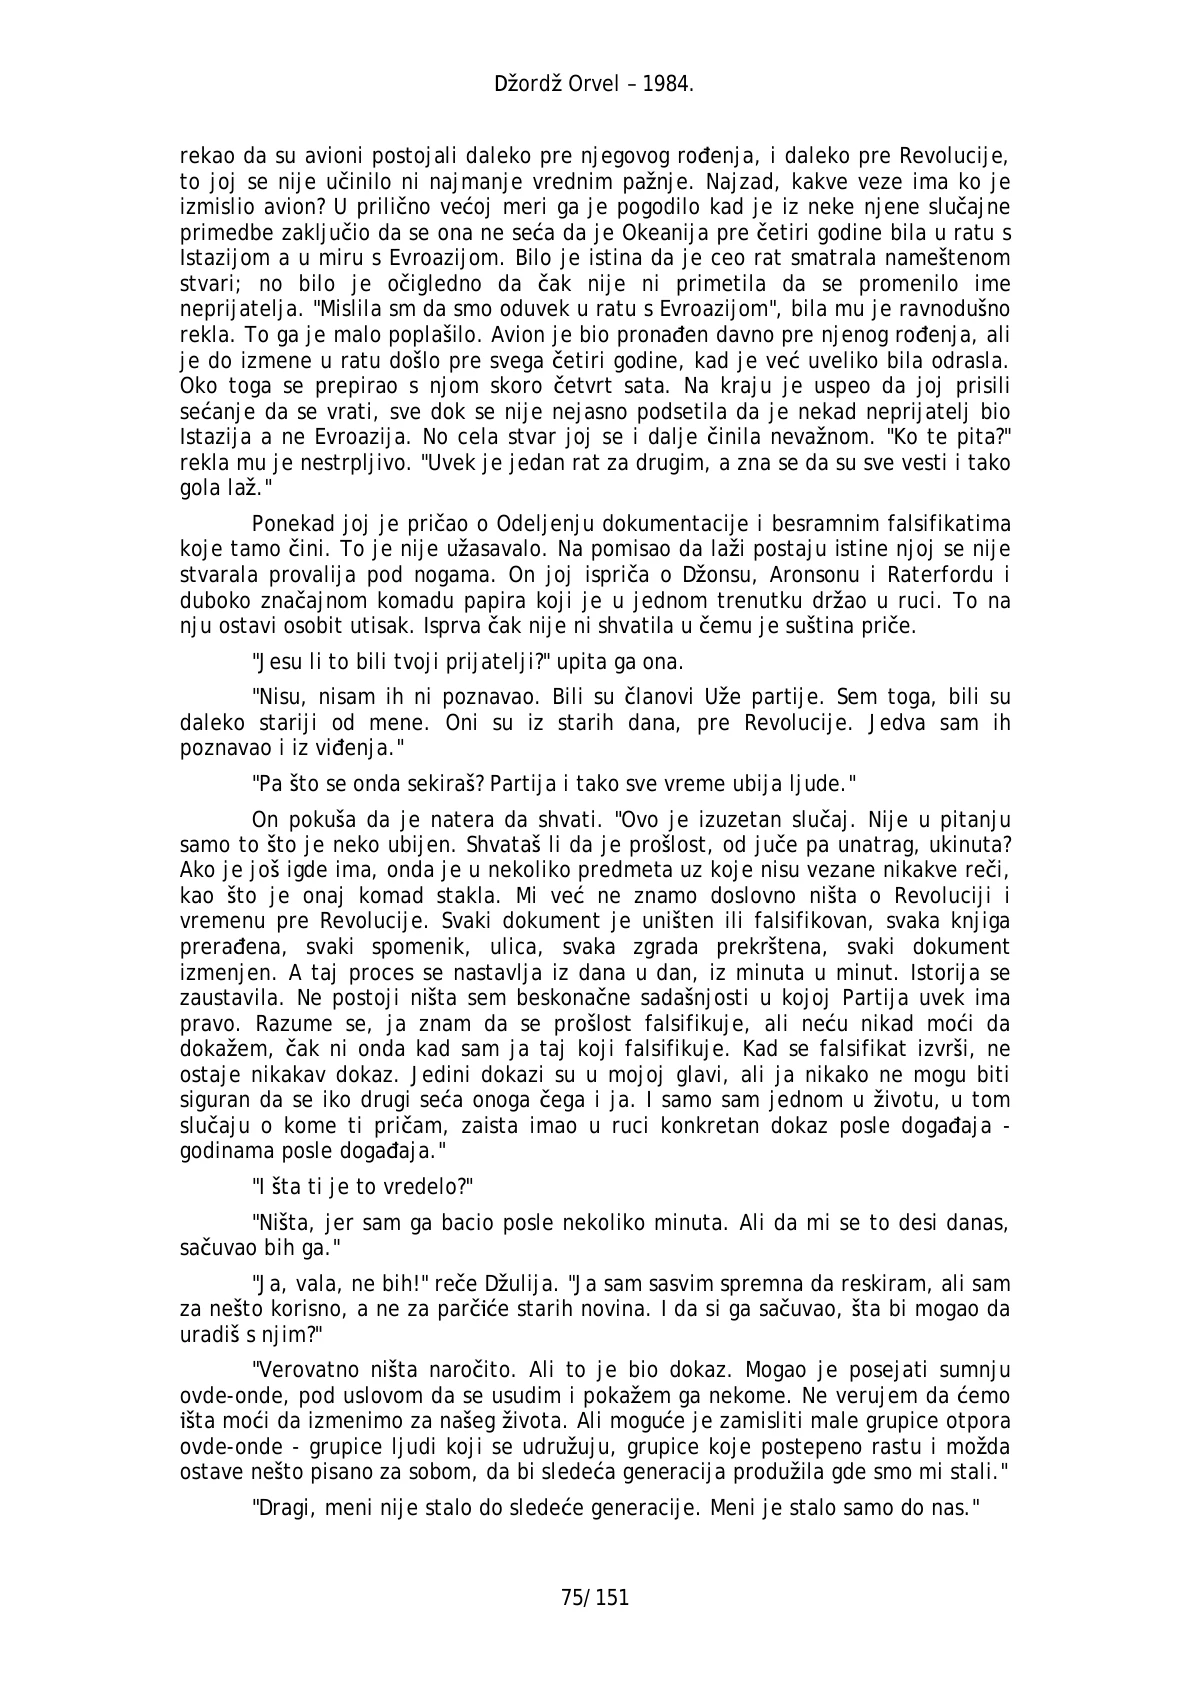 Džordž Orvel – 1984.
rekao da su avioni postojali daleko pre njegovog rođenja, i daleko pre Revolucije,
to joj se nije učinilo ni najmanje vrednim pažnje. Najzad, kakve veze ima ko je
izmislio avion? U prilično većoj meri ga je pogodilo kad je iz neke njene slučajne
primedbe zaključio da se ona ne seća da je Okeanija pre četiri godine bila u ratu s
Istazijom a u miru s Evroazijom. Bilo je istina da je ceo rat smatrala nameštenom
stvari; no bilo je očigledno da čak nije ni primetila da se promenilo ime
neprijatelja. "Mislila sm da smo oduvek u ratu s Evroazijom", bila mu je ravnodušno
rekla. To ga je malo poplašilo. Avion je bio pronađen davno pre njenog rođenja, ali
je do izmene u ratu došlo pre svega četiri godine, kad je već uveliko bila odrasla.
Oko toga se prepirao s njom skoro četvrt sata. Na kraju je uspeo da joj prisili
sećanje da se vrati, sve dok se nije nejasno podsetila da je nekad neprijatelj bio
Istazija a ne Evroazija. No cela stvar joj se i dalje činila nevažnom. "Ko te pita?"
rekla mu je nestrpljivo. "Uvek je jedan rat za drugim, a zna se da su sve vesti i tako
gola laž."
Ponekad joj je pričao o Odeljenju dokumentacije i besramnim falsifikatima
koje tamo čini. To je nije užasavalo. Na pomisao da laži postaju istine njoj se nije
stvarala provalija pod nogama. On joj ispriča o Džonsu, Aronsonu i Raterfordu i
duboko značajnom komadu papira koji je u jednom trenutku držao u ruci. To na
nju ostavi osobit utisak. Isprva čak nije ni shvatila u čemu je suština priče.
"Jesu li to bili tvoji prijatelji?" upita ga ona.
"Nisu, nisam ih ni poznavao. Bili su članovi Uže partije. Sem toga, bili su
daleko stariji od mene. Oni su iz starih dana, pre Revolucije. Jedva sam ih
poznavao i iz viđenja."
"Pa što se onda sekiraš? Partija i tako sve vreme ubija ljude."
On pokuša da je natera da shvati. "Ovo je izuzetan slučaj. Nije u pitanju
samo to što je neko ubijen. Shvataš li da je prošlost, od juče pa unatrag, ukinuta?
Ako je još igde ima, onda je u nekoliko predmeta uz koje nisu vezane nikakve reči,
kao što je onaj komad stakla. Mi već ne znamo doslovno ništa o Revoluciji i
vremenu pre Revolucije. Svaki dokument je uništen ili falsifikovan, svaka knjiga
prerađena, svaki spomenik, ulica, svaka zgrada prekrštena, svaki dokument
izmenjen. A taj proces se nastavlja iz dana u dan, iz minuta u minut. Istorija se
zaustavila. Ne postoji ništa sem beskonačne sadašnjosti u kojoj Partija uvek ima
pravo. Razume se, ja znam da se prošlost falsifikuje, ali neću nikad moći da
dokažem, čak ni onda kad sam ja taj koji falsifikuje. Kad se falsifikat izvrši, ne
ostaje nikakav dokaz. Jedini dokazi su u mojoj glavi, ali ja nikako ne mogu biti
siguran da se iko drugi seća onoga čega i ja. I samo sam jednom u životu, u tom
slučaju o kome ti pričam, zaista imao u ruci konkretan dokaz posle događaja -
godinama posle događaja."
"I šta ti je to vredelo?"
"Ništa, jer sam ga bacio posle nekoliko minuta. Ali da mi se to desi danas,
sačuvao bih ga."
"Ja, vala, ne bih!" reče Džulija. "Ja sam sasvim spremna da reskiram, ali sam
za nešto korisno, a ne za parčiće starih novina. I da si ga sačuvao, šta bi mogao da
uradiš s njim?"
"Verovatno ništa naročito. Ali to je bio dokaz. Mogao je posejati sumnju
ovde-onde, pod uslovom da se usudim i pokažem ga nekome. Ne verujem da ćemo
išta moći da izmenimo za našeg života. Ali moguće je zamisliti male grupice otpora
ovde-onde - grupice ljudi koji se udružuju, grupice koje postepeno rastu i možda
ostave nešto pisano za sobom, da bi sledeća generacija produžila gde smo mi stali."
"Dragi, meni nije stalo do sledeće generacije. Meni je stalo samo do nas."
75/151